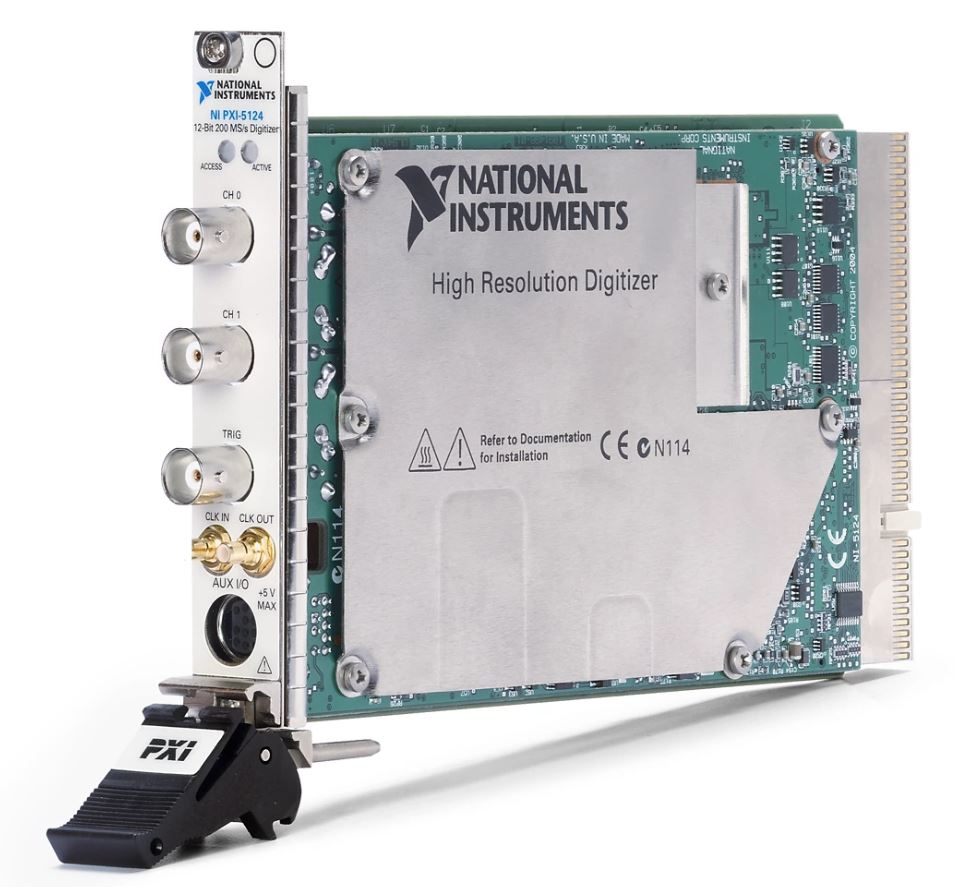 NATIONAL
INSTRUMENTS
NI PXI-5124
12-Bit 200 MS/s Digitizer
ACCESS
ACTIVE
CH 0
CH 1
TRIG
CLK IN
CLK OUT
AUX I/O
+5 V
MAX
PXI
NATIONAL
INSTRUMENTS
High Resolution Digitizer
Refer to Documentation
for Installation
CE N114
N114
NATIONAL
INSTRUMENTS CORP.
MADE IN U.S.A.
© COPYRIGHT 2004
CE
NI-5124